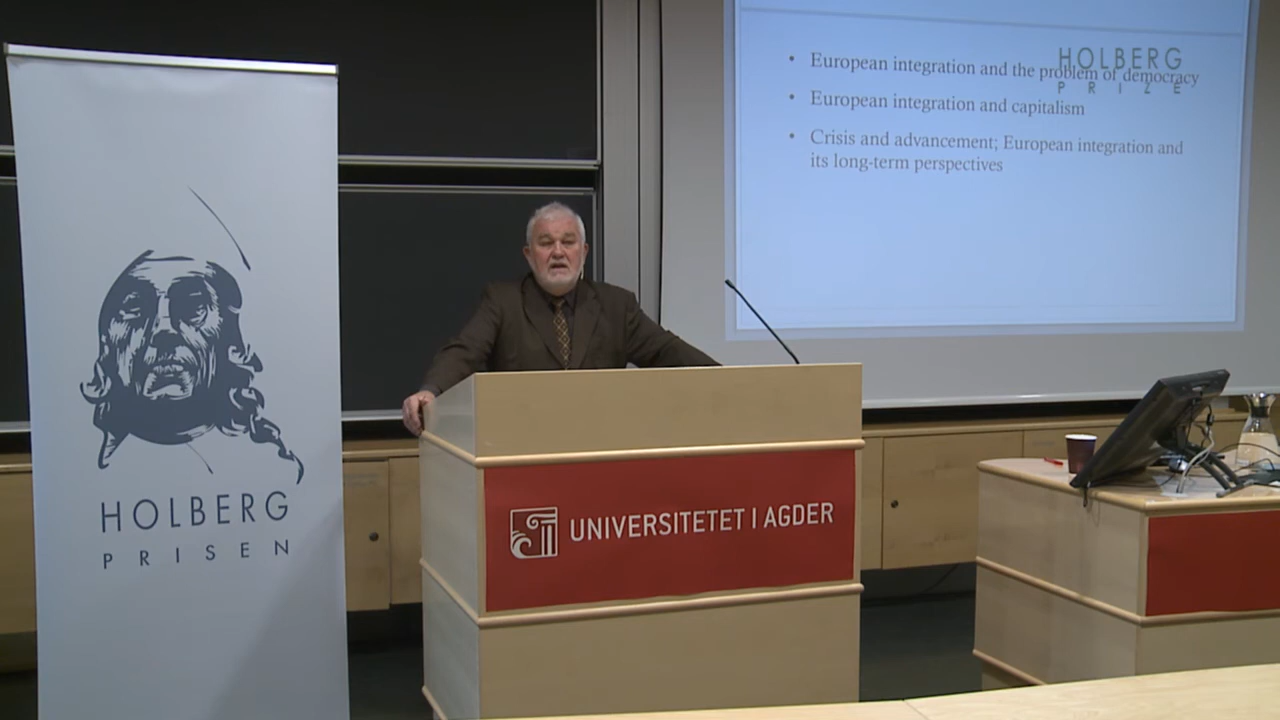 HOLBERG
PRISEN
UNIVERSITETET I AGDER
• European integration and the problem of democracy
• European integration and capitalism
• Crisis and advancement; European integration and
its long-term perspectives
HOLBERG
PRIZE